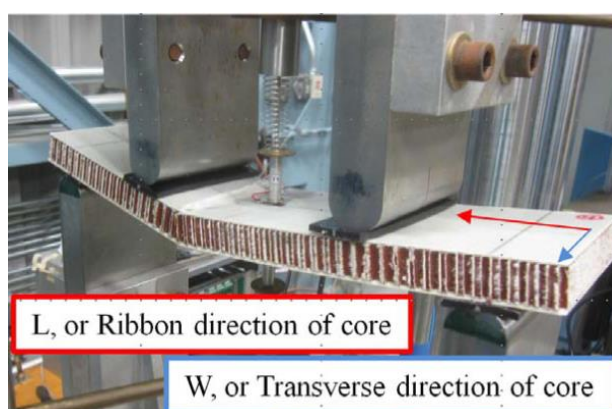 L, or Ribbon direction of core
W, or Transverse direction of core